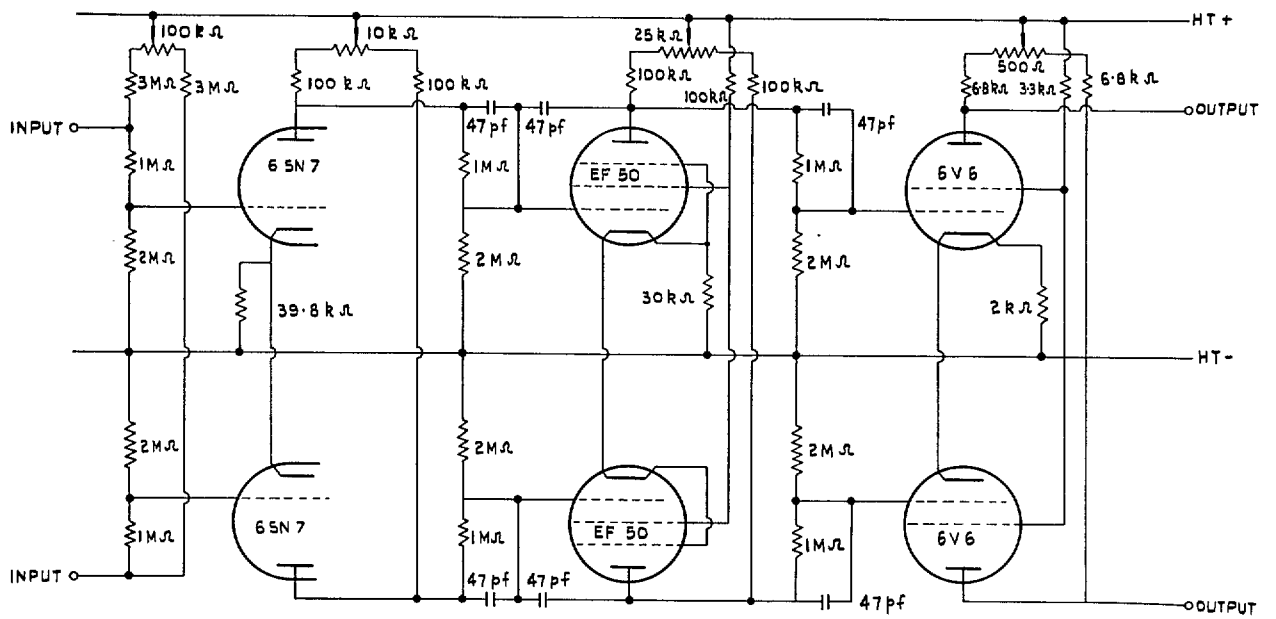 HT+
100kΩ
10kΩ
25kΩ
500Ω
3MΩ
3MΩ
100kΩ
100kΩ
100kΩ
100kΩ
100kΩ
6·8kΩ
3·3kΩ
6·8kΩ
INPUT
47pf
47pf
47pf
OUTPUT
1MΩ
6SN7
1MΩ
EF 50
1MΩ
6V6
2MΩ
2MΩ
2MΩ
39·8kΩ
30kΩ
2kΩ
HT-
2MΩ
2MΩ
2MΩ
1MΩ
6SN7
1MΩ
EF 50
1MΩ
6V6
INPUT
47pf
47pf
47pf
OUTPUT